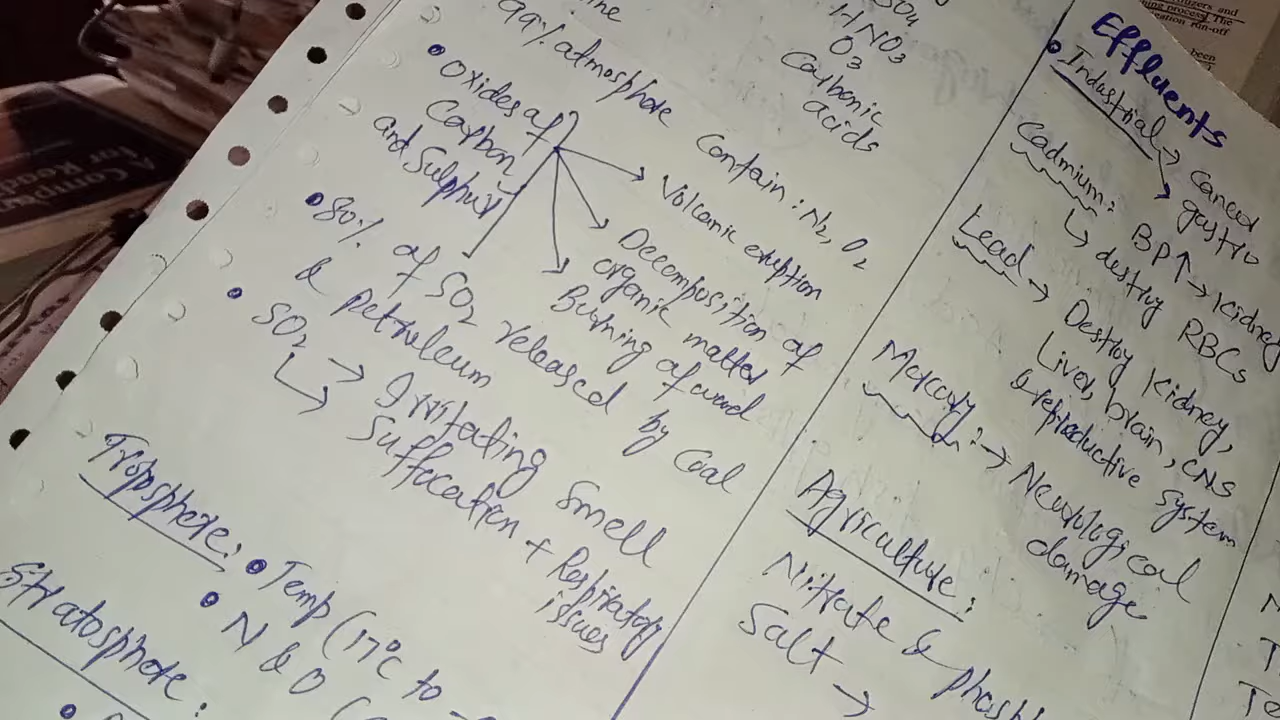 99% atmosphere Contain : N2, O2
• Oxides of
Carbon
and Sulphur
Volcanic eruption
Decomposition of
organic matter
Burning of wood
• 80% of SO2 released by Coal
& petroleum
• SO2 → Irritating Smell
Suffocation + Respiratory
issues
Troposphere:
• Temp (17°C to
• N & O
Stratosphere:
HNO3
O3
Carbonic
acids
Effluents
• Industrial → Cancer
gastro
Cadmium: BP↑ → Kidney
destroy RBCs
Lead → Destroy Kidney,
Liver, brain, CNS
& reproductive System
Mercury: → Neurological
damage
Agriculture:
Nitrate &
Salt →